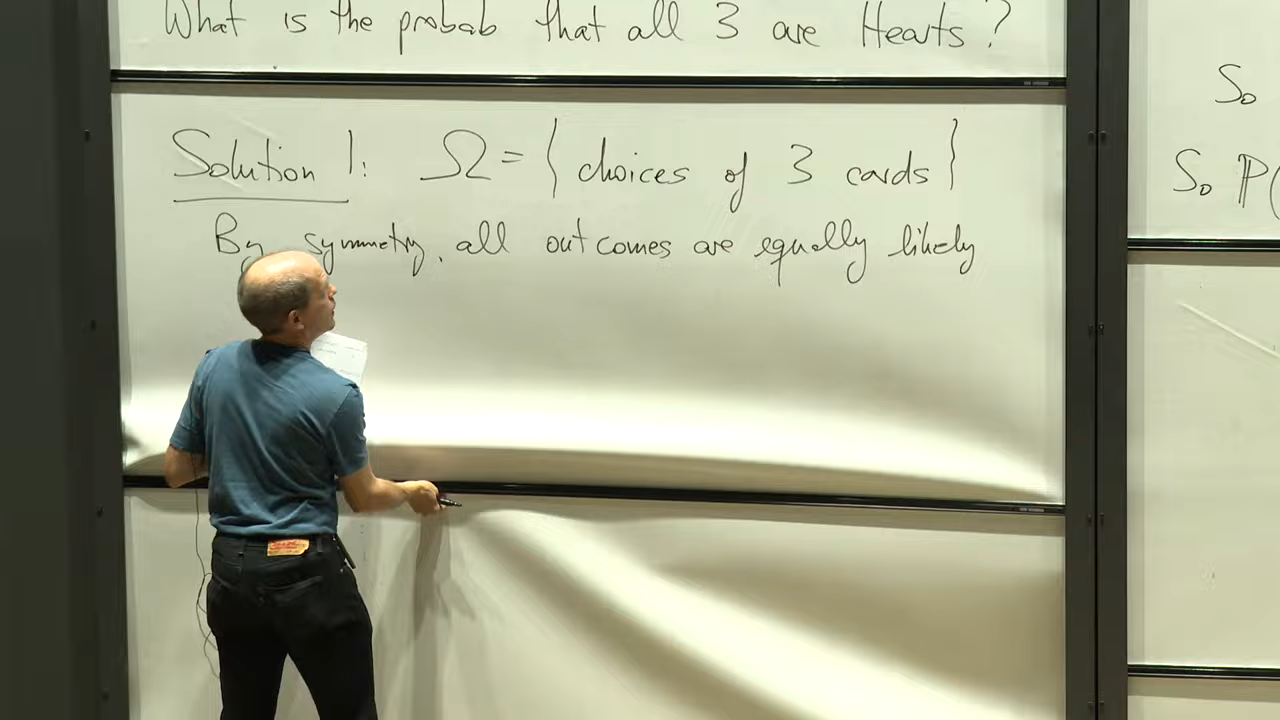 What is the probab that all 3 are Hearts?
Solution 1: Ω = { choices of 3 cards }
By symmetry, all outcomes are equally likely
So
So ℙ(